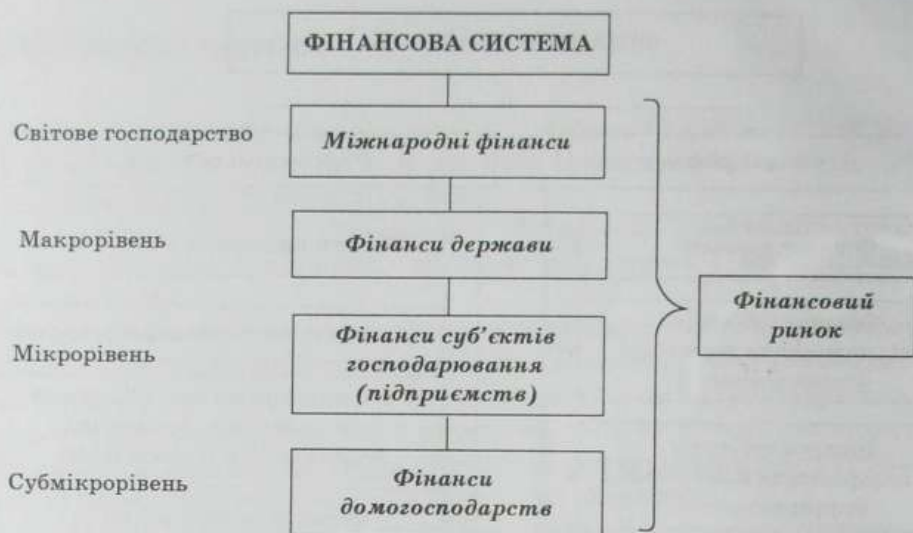 ФІНАНСОВА СИСТЕМА
Світове господарство
Міжнародні фінанси
Макрорівень
Фінанси держави
Фінансовий
ринок
Мікрорівень
Фінанси суб’єктів
господарювання
(підприємств)
Субмікрорівень
Фінанси
домогосподарств